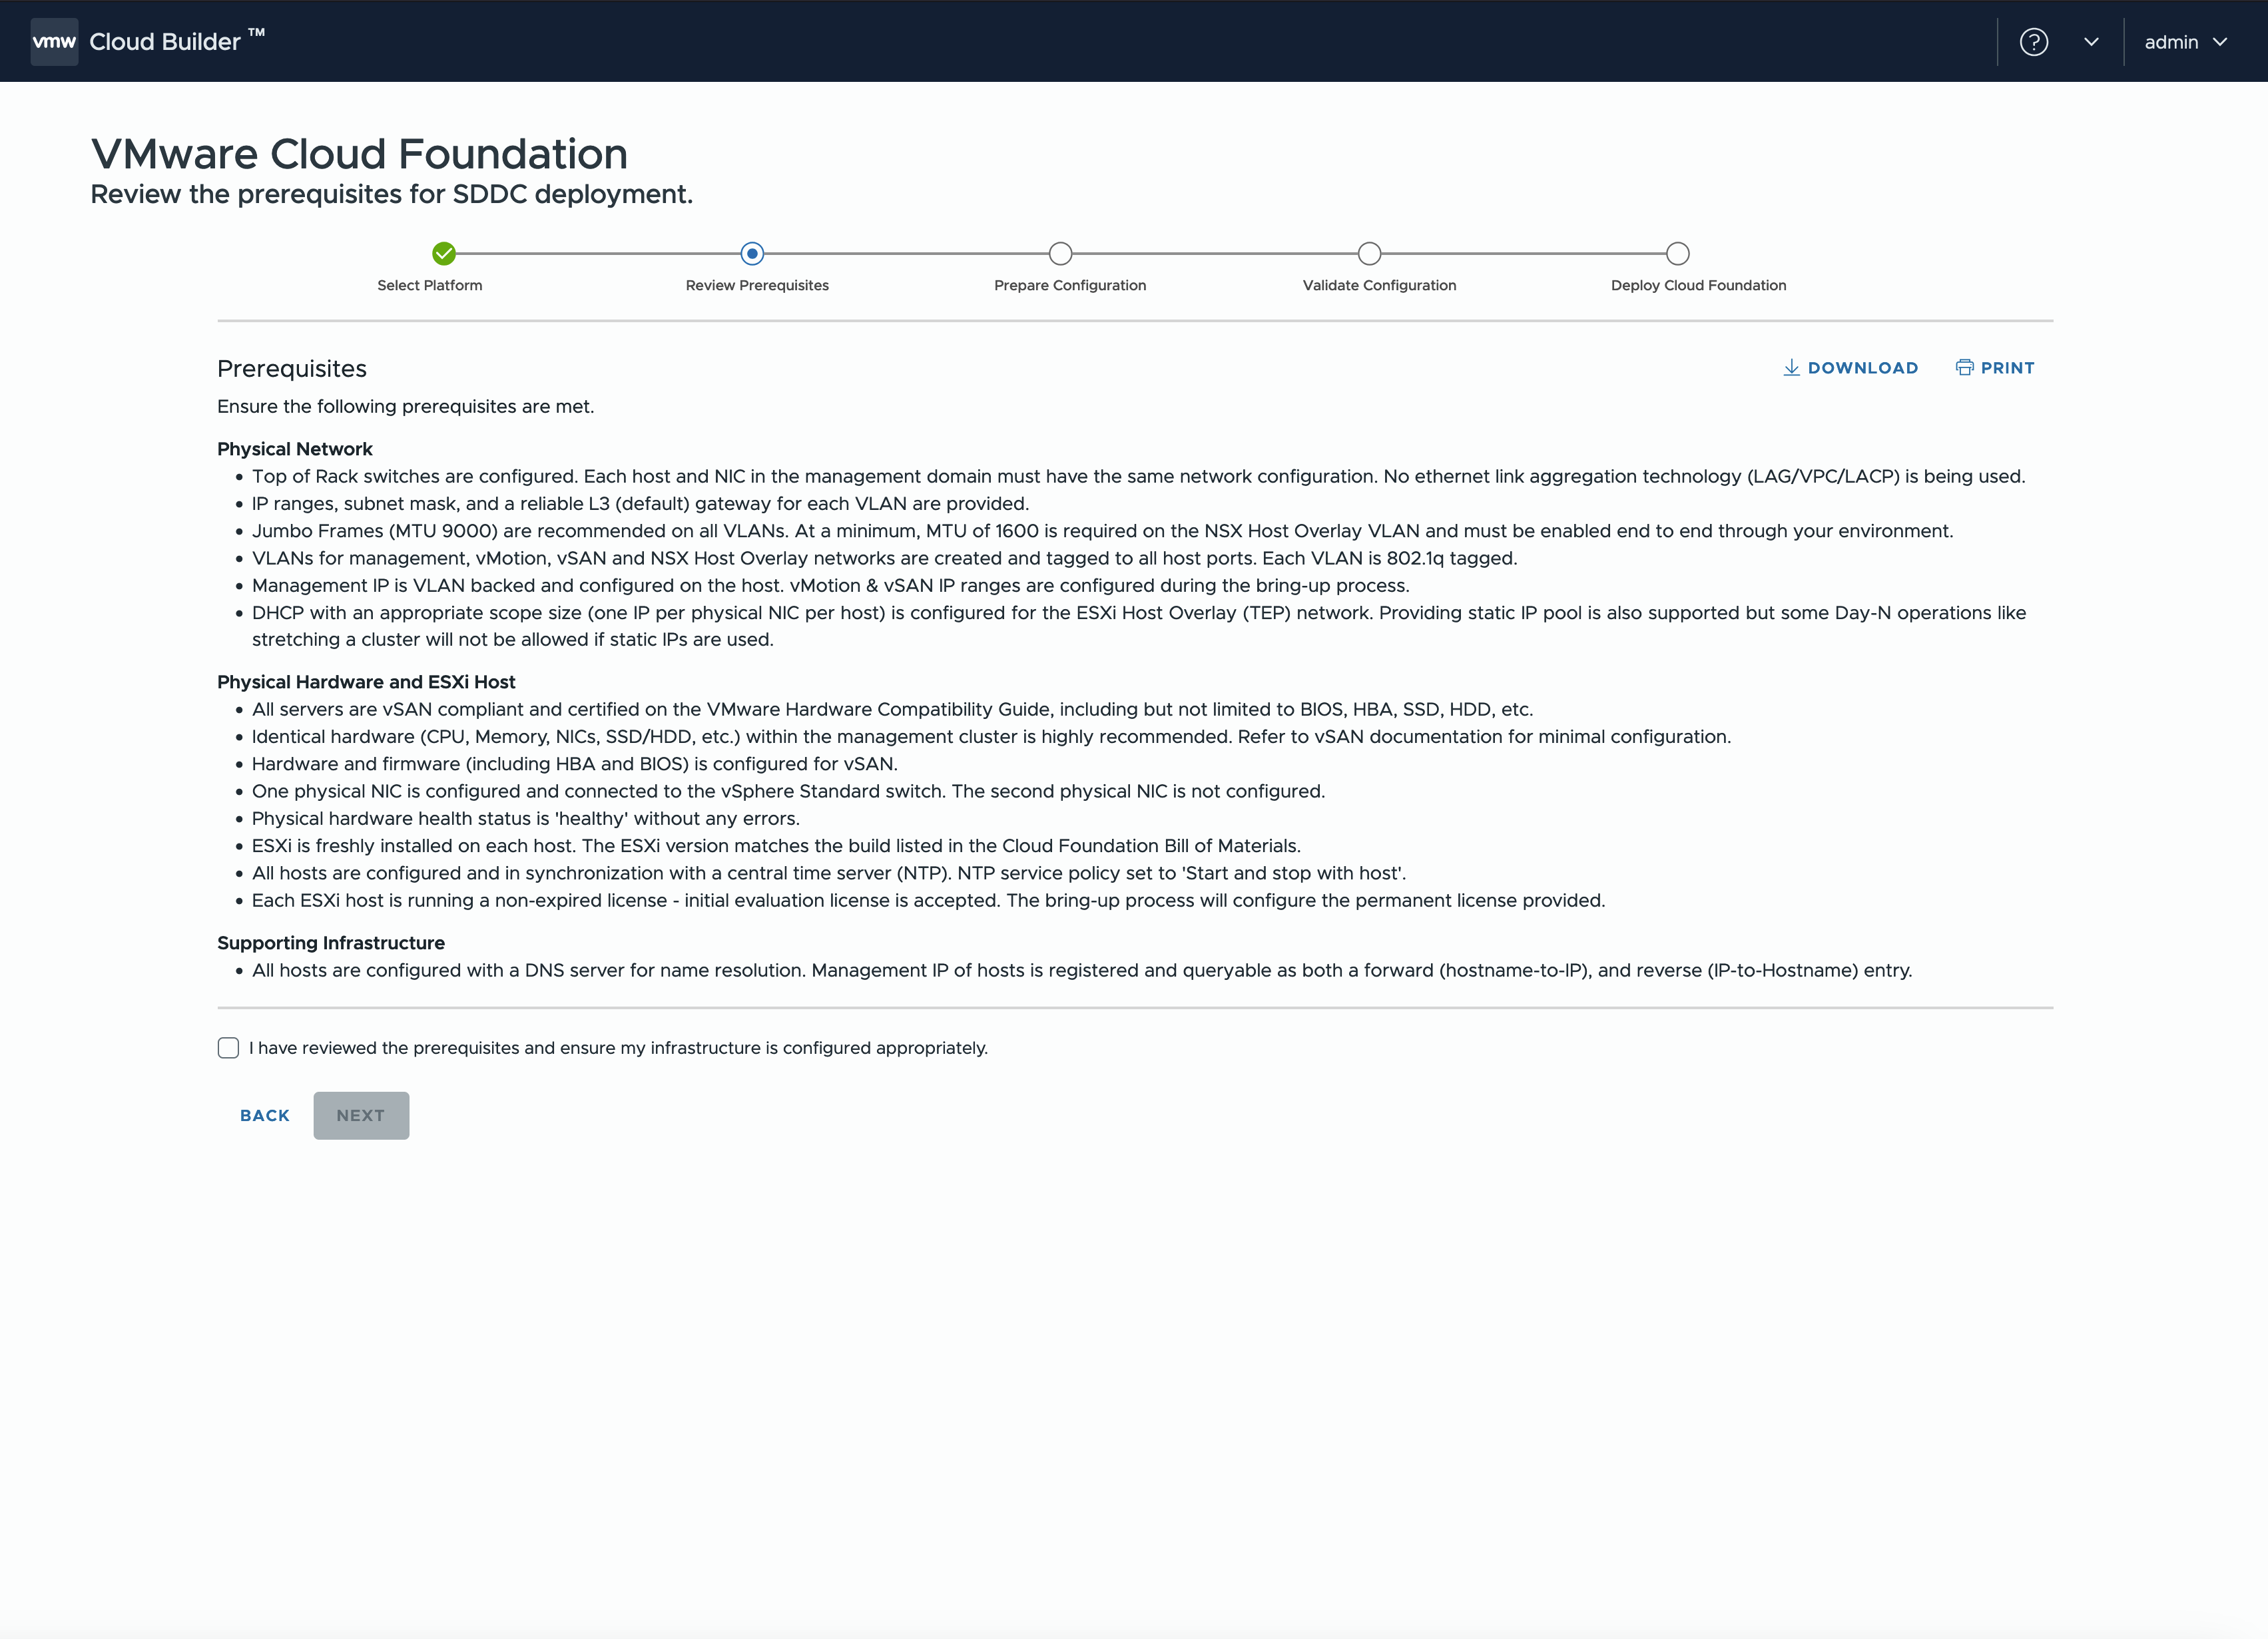 vmw Cloud Builder ™
admin
VMware Cloud Foundation
Review the prerequisites for SDDC deployment.
Select Platform
Review Prerequisites
Prepare Configuration
Validate Configuration
Deploy Cloud Foundation
Prerequisites
DOWNLOAD
PRINT
Ensure the following prerequisites are met.
Physical Network
• Top of Rack switches are configured. Each host and NIC in the management domain must have the same network configuration. No ethernet link aggregation technology (LAG/VPC/LACP) is being used.
• IP ranges, subnet mask, and a reliable L3 (default) gateway for each VLAN are provided.
• Jumbo Frames (MTU 9000) are recommended on all VLANs. At a minimum, MTU of 1600 is required on the NSX Host Overlay VLAN and must be enabled end to end through your environment.
• VLANs for management, vMotion, vSAN and NSX Host Overlay networks are created and tagged to all host ports. Each VLAN is 802.1q tagged.
• Management IP is VLAN backed and configured on the host. vMotion & vSAN IP ranges are configured during the bring-up process.
• DHCP with an appropriate scope size (one IP per physical NIC per host) is configured for the ESXi Host Overlay (TEP) network. Providing static IP pool is also supported but some Day-N operations like
stretching a cluster will not be allowed if static IPs are used.
Physical Hardware and ESXi Host
• All servers are vSAN compliant and certified on the VMware Hardware Compatibility Guide, including but not limited to BIOS, HBA, SSD, HDD, etc.
• Identical hardware (CPU, Memory, NICs, SSD/HDD, etc.) within the management cluster is highly recommended. Refer to vSAN documentation for minimal configuration.
• Hardware and firmware (including HBA and BIOS) is configured for vSAN.
• One physical NIC is configured and connected to the vSphere Standard switch. The second physical NIC is not configured.
• Physical hardware health status is 'healthy' without any errors.
• ESXi is freshly installed on each host. The ESXi version matches the build listed in the Cloud Foundation Bill of Materials.
• All hosts are configured and in synchronization with a central time server (NTP). NTP service policy set to 'Start and stop with host'.
• Each ESXi host is running a non-expired license - initial evaluation license is accepted. The bring-up process will configure the permanent license provided.
Supporting Infrastructure
• All hosts are configured with a DNS server for name resolution. Management IP of hosts is registered and queryable as both a forward (hostname-to-IP), and reverse (IP-to-Hostname) entry.
I have reviewed the prerequisites and ensure my infrastructure is configured appropriately.
BACK
NEXT